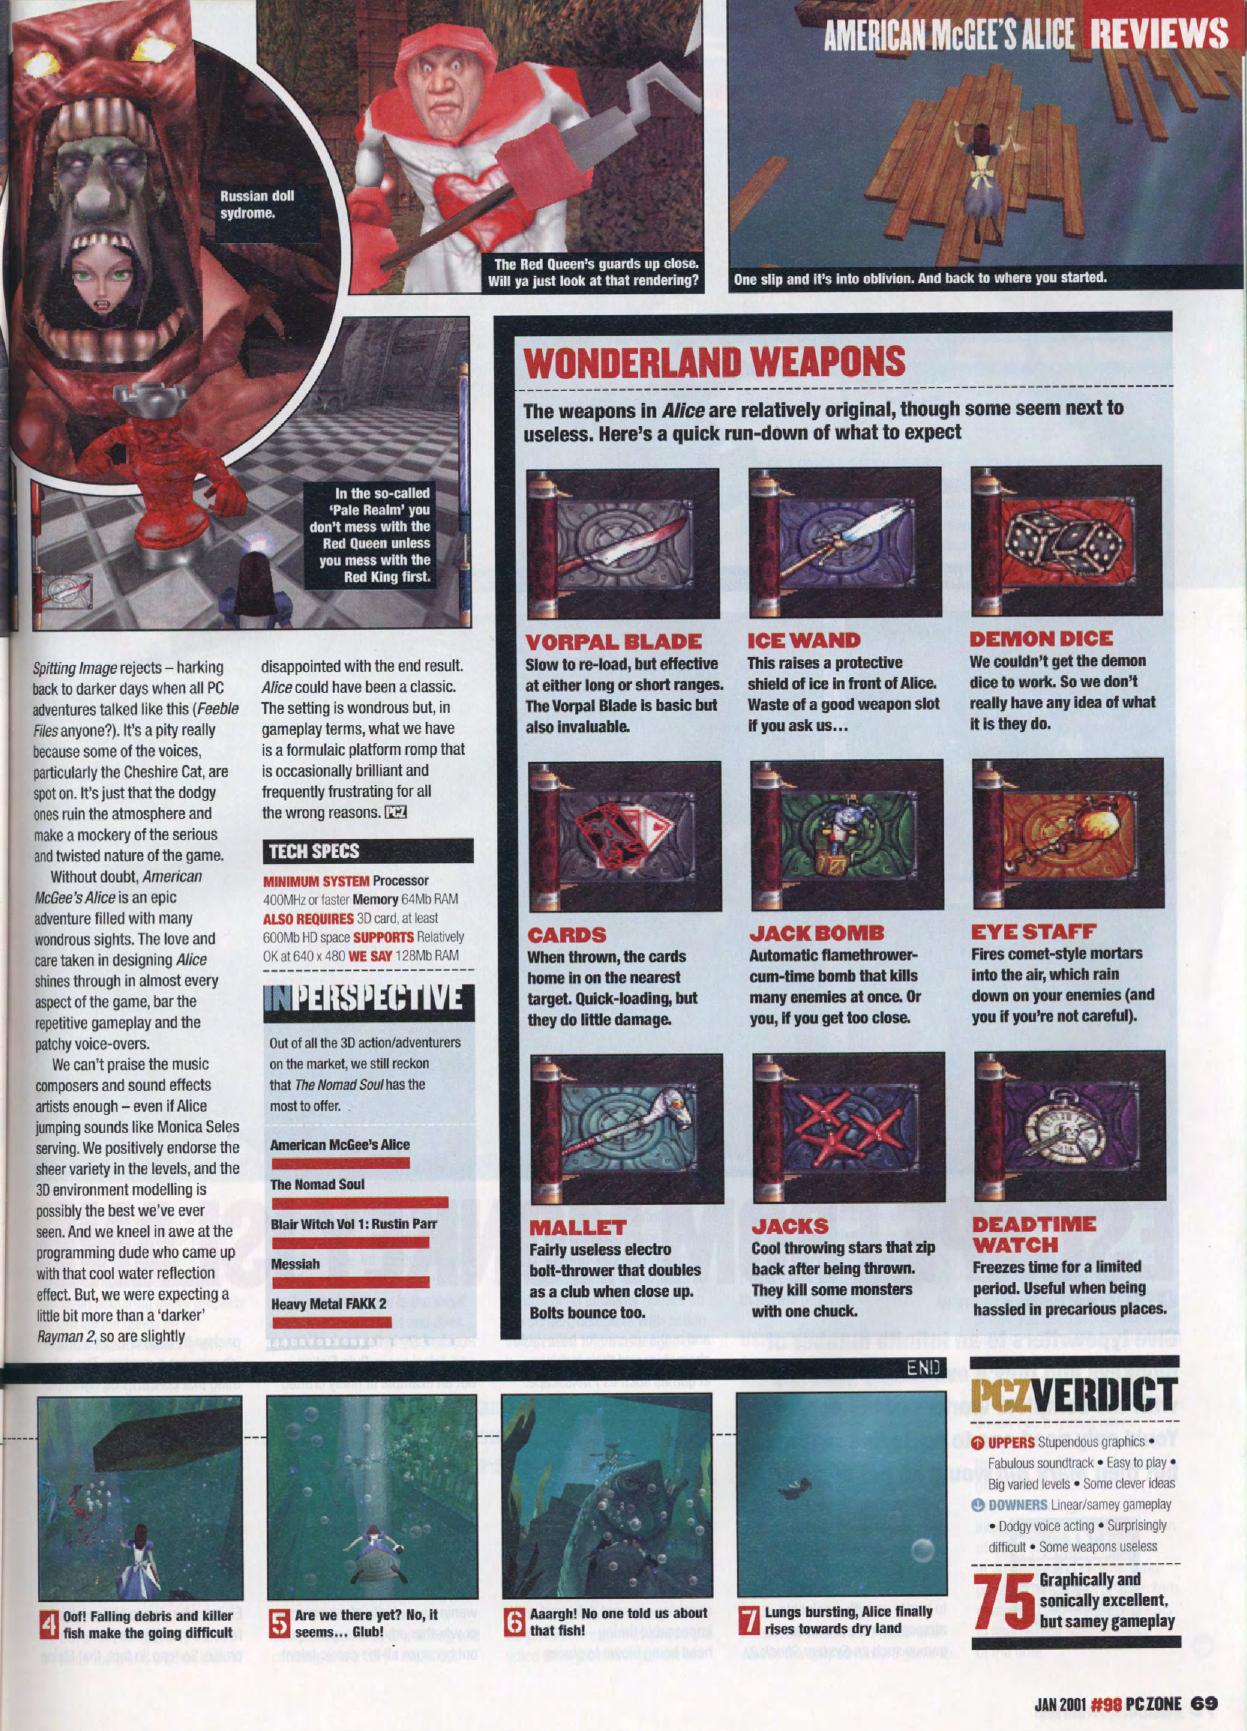 AMERICAN McGEE'S ALICE REVIEWS
Russian doll
sydrome.
The Red Queen's guards up close.
Will ya just look at that rendering?
One slip and it's into oblivion. And back to where you started.
In the so-called
'Pale Realm' you
don't mess with the
Red Queen unless
you mess with the
Red King first.
Spitting Image rejects – harking
back to darker days when all PC
adventures talked like this (Feeble
Files anyone?). It's a pity really
because some of the voices,
particularly the Cheshire Cat, are
spot on. It's just that the dodgy
ones ruin the atmosphere and
make a mockery of the serious
and twisted nature of the game.
Without doubt, American
McGee's Alice is an epic
adventure filled with many
wondrous sights. The love and
care taken in designing Alice
shines through in almost every
aspect of the game, bar the
repetitive gameplay and the
patchy voice-overs.
We can't praise the music
composers and sound effects
artists enough – even if Alice
jumping sounds like Monica Seles
serving. We positively endorse the
sheer variety in the levels, and the
3D environment modelling is
possibly the best we've ever
seen. And we kneel in awe at the
programming dude who came up
with that cool water reflection
effect. But, we were expecting a
little bit more than a 'darker'
Rayman 2, so are slightly
disappointed with the end result.
Alice could have been a classic.
The setting is wondrous but, in
gameplay terms, what we have
is a formulaic platform romp that
is occasionally brilliant and
frequently frustrating for all
the wrong reasons. PCZ
TECH SPECS
MINIMUM SYSTEM Processor
400MHz or faster Memory 64Mb RAM
ALSO REQUIRES 3D card, at least
600Mb HD space SUPPORTS Relatively
OK at 640 x 480 WE SAY 128Mb RAM
INPERSPECTIVE
Out of all the 3D action/adventurers
on the market, we still reckon
that The Nomad Soul has the
most to offer.
American McGee's Alice
The Nomad Soul
Blair Witch Vol 1: Rustin Parr
Messiah
Heavy Metal FAKK 2
WONDERLAND WEAPONS
The weapons in Alice are relatively original, though some seem next to
useless. Here's a quick run-down of what to expect
VORPAL BLADE
Slow to re-load, but effective
at either long or short ranges.
The Vorpal Blade is basic but
also invaluable.
ICE WAND
This raises a protective
shield of ice in front of Alice.
Waste of a good weapon slot
if you ask us...
DEMON DICE
We couldn't get the demon
dice to work. So we don't
really have any idea of what
it is they do.
CARDS
When thrown, the cards
home in on the nearest
target. Quick-loading, but
they do little damage.
JACK BOMB
Automatic flamethrower-
cum-time bomb that kills
many enemies at once. Or
you, if you get too close.
EYE STAFF
Fires comet-style mortars
into the air, which rain
down on your enemies (and
you if you're not careful).
MALLET
Fairly useless electro
bolt-thrower that doubles
as a club when close up.
Bolts bounce too.
JACKS
Cool throwing stars that zip
back after being thrown.
They kill some monsters
with one chuck.
DEADTIME
WATCH
Freezes time for a limited
period. Useful when being
hassled in precarious places.
END
4 Oof! Falling debris and killer
fish make the going difficult
5 Are we there yet? No, it
seems... Glub!
6 Aaargh! No one told us about
that fish!
7 Lungs bursting, Alice finally
rises towards dry land
PCZVERDICT
UPPERS Stupendous graphics •
Fabulous soundtrack • Easy to play •
Big varied levels • Some clever ideas
DOWNERS Linear/samey gameplay
• Dodgy voice acting • Surprisingly
difficult • Some weapons useless
75 Graphically and
sonically excellent,
but samey gameplay
JAN 2001 #98 PC ZONE 69